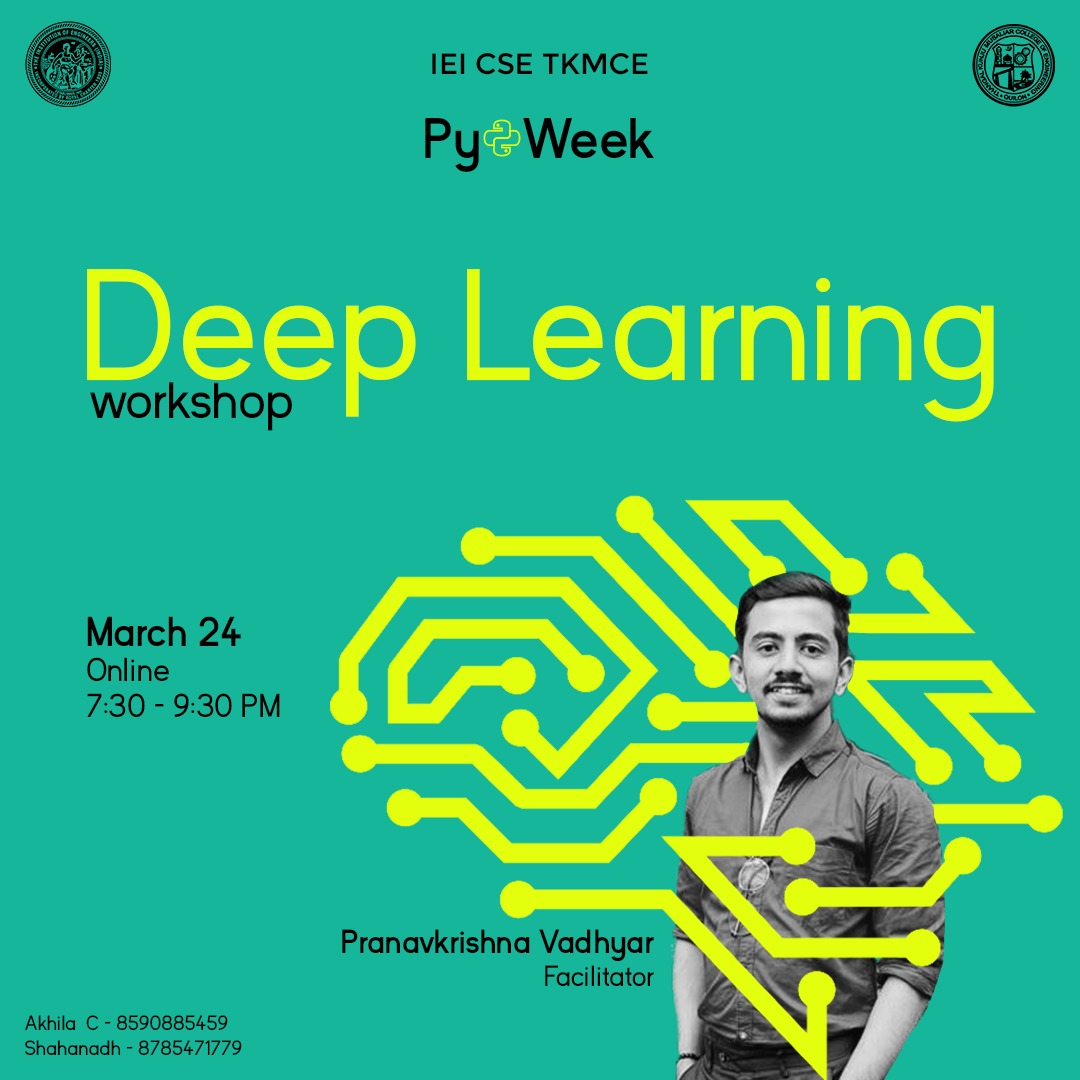 IEI CSE TKMCE
Py Week
Deep Learning
workshop
March 24
Online
7:30 - 9:30 PM
Pranavkrishna Vadhyar
Facilitator
Akhila C - 8590885459
Shahanadh - 8785471779